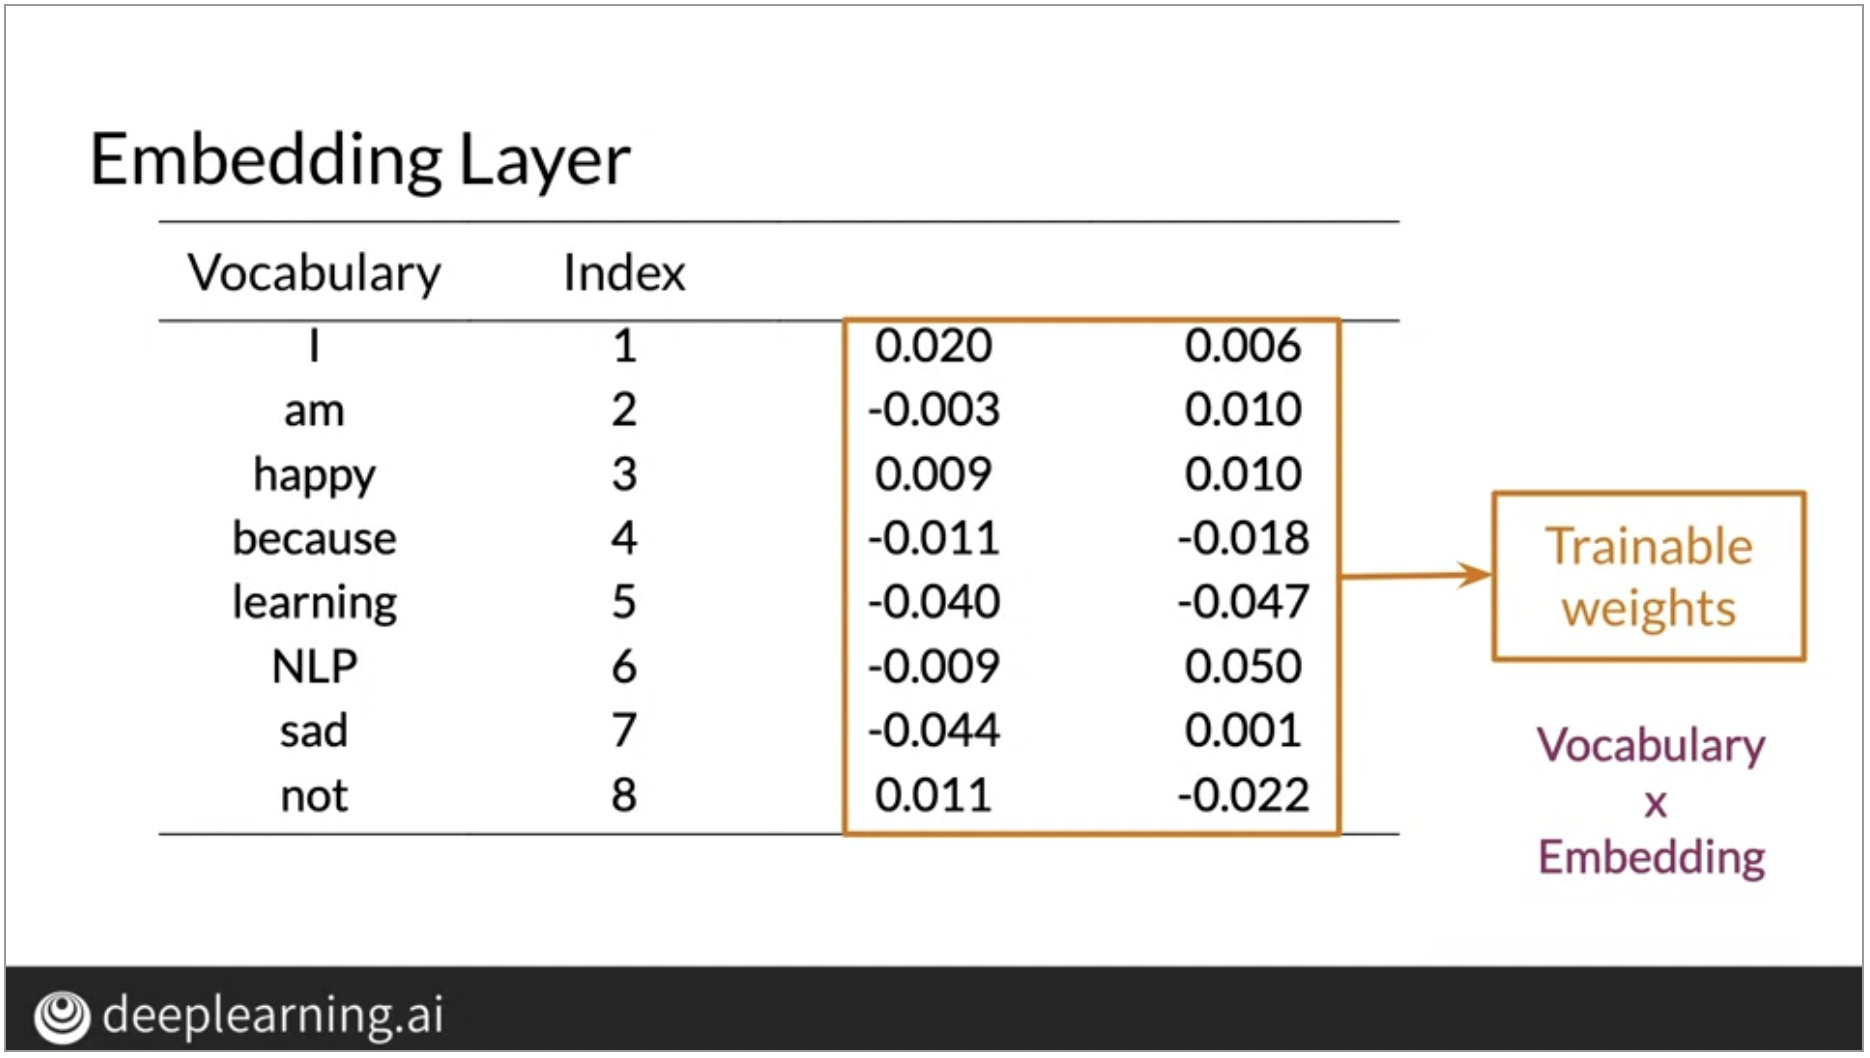 Embedding Layer
Vocabulary Index
I 1 0.020 0.006
am 2 -0.003 0.010
happy 3 0.009 0.010
because 4 -0.011 -0.018
learning 5 -0.040 -0.047
NLP 6 -0.009 0.050
sad 7 -0.044 0.001
not 8 0.011 -0.022
Trainable
weights
Vocabulary
x
Embedding
deeplearning.ai